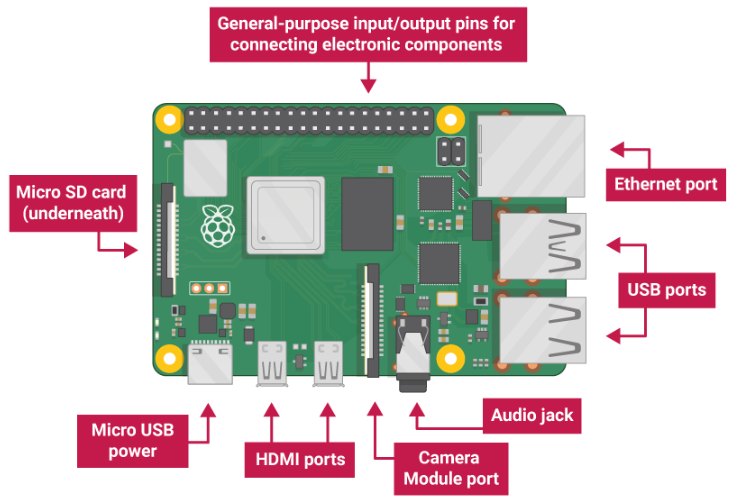 General-purpose input/output pins for
connecting electronic components
Ethernet port
Micro SD card
(underneath)
USB ports
Audio jack
Micro USB
power
HDMI ports
Camera
Module port